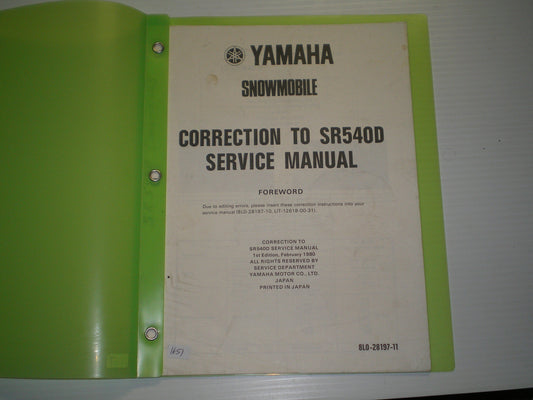 YAMAHA
SNOWMOBILE
CORRECTION TO SR540D
SERVICE MANUAL
FOREWORD
Due to editing errors, please insert these correction instructions into your
service manual (8L0-28197-10, LIT-12618-00-31).
CORRECTION TO
SR540D SERVICE MANUAL
1st Edition, February 1980
ALL RIGHTS RESERVED BY
SERVICE DEPARTMENT
YAMAHA MOTOR CO., LTD.
JAPAN
PRINTED IN JAPAN
8L0-28197-11